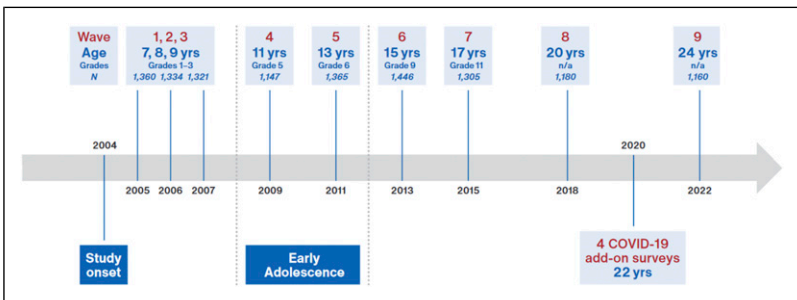 Wave
Age
Grades
N
1, 2, 3
7, 8, 9 yrs
Grades 1–3
1,360 1,334 1,321
4
11 yrs
Grade 5
1,147
5
13 yrs
Grade 6
1,365
6
15 yrs
Grade 9
1,446
7
17 yrs
Grade 11
1,305
8
20 yrs
n/a
1,180
9
24 yrs
n/a
1,160
2004
2020
2005 2006 2007 2009 2011 2013 2015 2018 2022
Study
onset
Early
Adolescence
4 COVID-19
add-on surveys
22 yrs